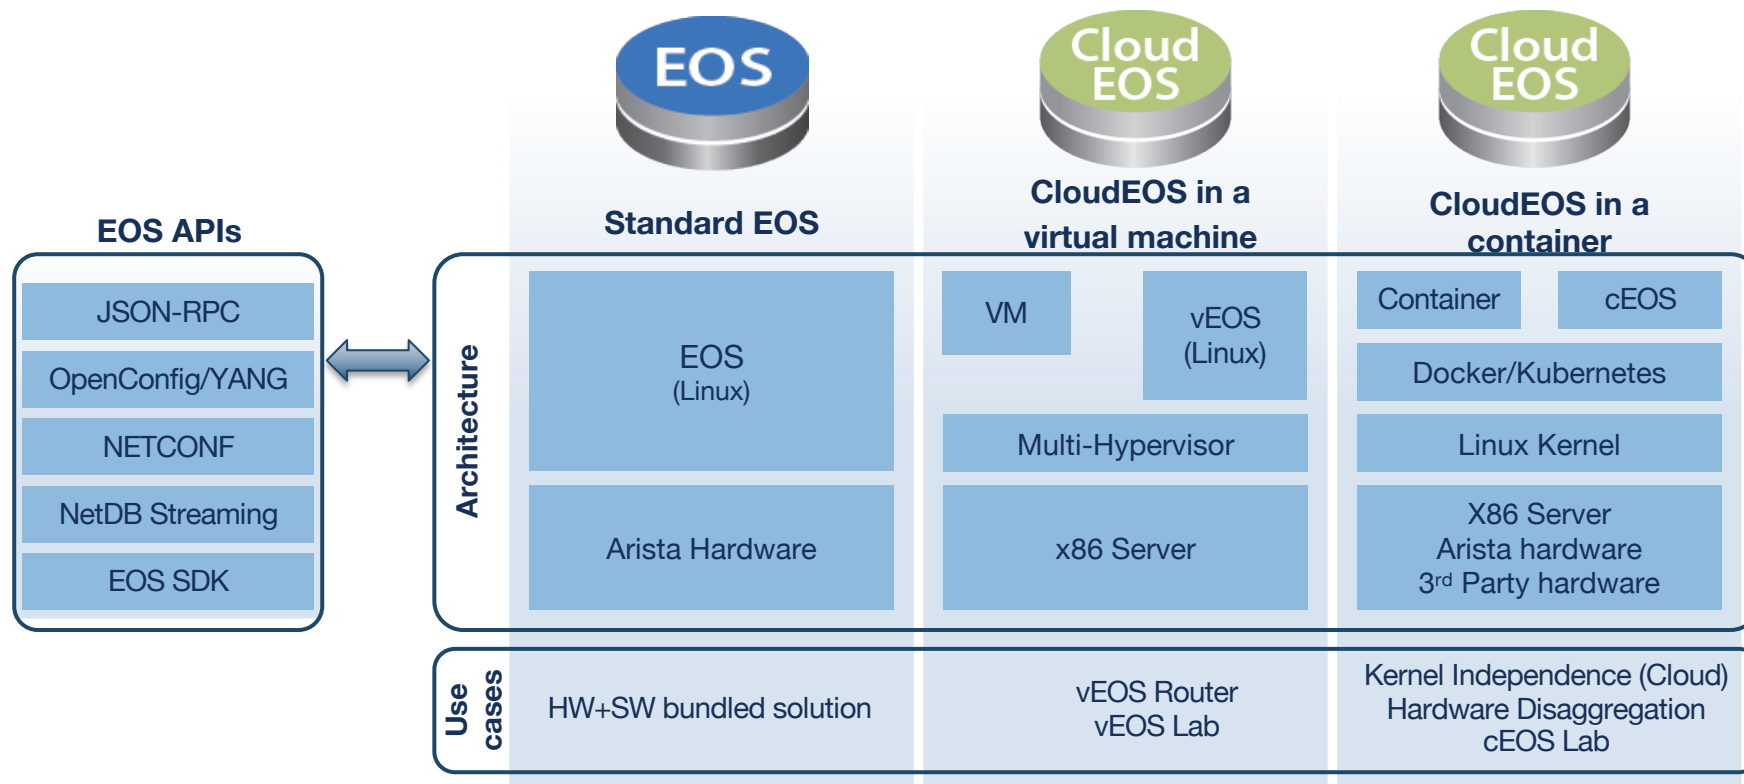 EOS
Cloud
EOS
Cloud
EOS
EOS APIs
Standard EOS
CloudEOS in a
virtual machine
CloudEOS in a
container
JSON-RPC
OpenConfig/YANG
NETCONF
NetDB Streaming
EOS SDK
Architecture
EOS
(Linux)
Arista Hardware
VM
vEOS
(Linux)
Multi-Hypervisor
x86 Server
Container
cEOS
Docker/Kubernetes
Linux Kernel
X86 Server
Arista hardware
3rd Party hardware
Use
cases
HW+SW bundled solution
vEOS Router
vEOS Lab
Kernel Independence (Cloud)
Hardware Disaggregation
cEOS Lab